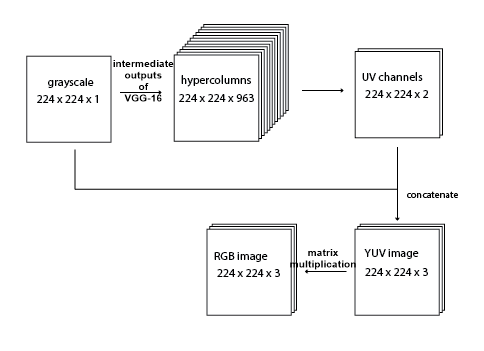 grayscale
224 x 224 x 1
intermediate
outputs
of
VGG-16
hypercolumns
224 x 224 x 963
UV channels
224 x 224 x 2
concatenate
YUV image
224 x 224 x 3
matrix
multiplication
RGB image
224 x 224 x 3